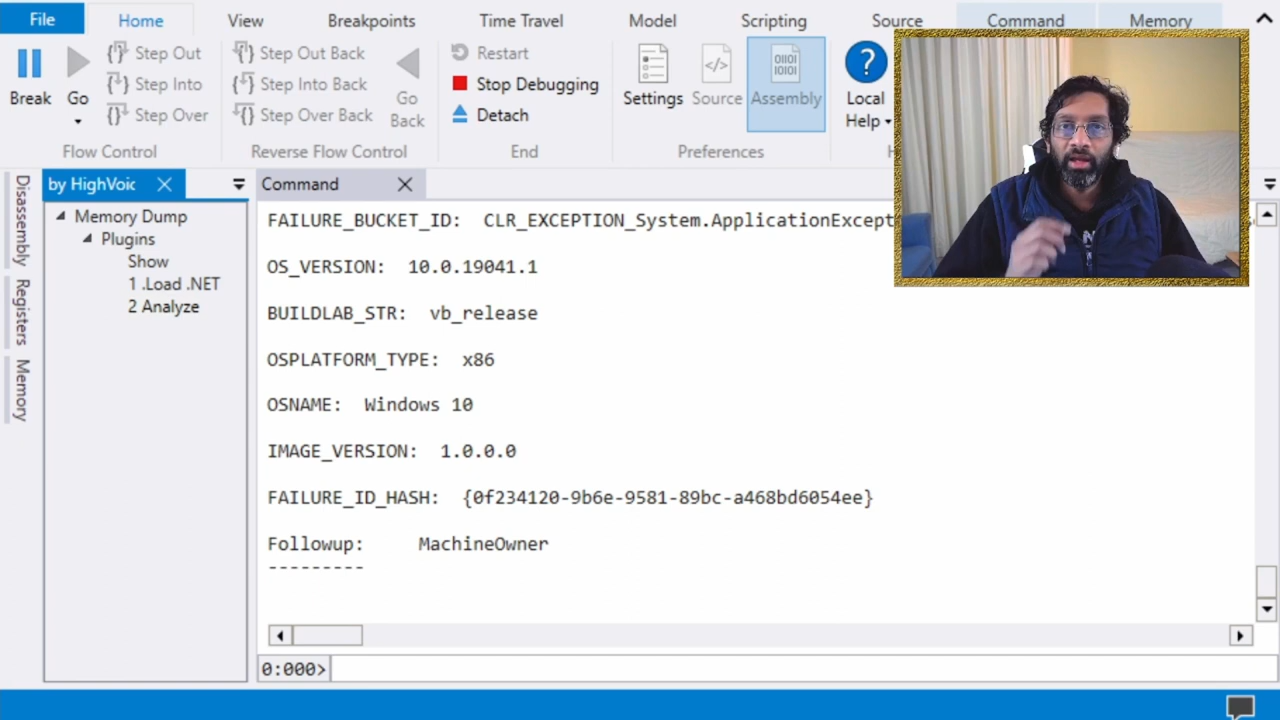 File Home View Breakpoints Time Travel Model Scripting Source Command Memory
Break
Go
Step Out
Step Into
Step Over
Flow Control
Step Out Back
Step Into Back
Step Over Back
Go Back
Reverse Flow Control
Restart
Stop Debugging
Detach
End
Settings
Source
Assembly
Preferences
Local Help
Disassembly
Registers
Memory
by HighVoic
Memory Dump
Plugins
Show
1 .Load .NET
2 Analyze
Command
FAILURE_BUCKET_ID: CLR_EXCEPTION_System.ApplicationExcept
OS_VERSION: 10.0.19041.1
BUILDLAB_STR: vb_release
OSPLATFORM_TYPE: x86
OSNAME: Windows 10
IMAGE_VERSION: 1.0.0.0
FAILURE_ID_HASH: {0f234120-9b6e-9581-89bc-a468bd6054ee}
Followup: MachineOwner
---------
0:000>